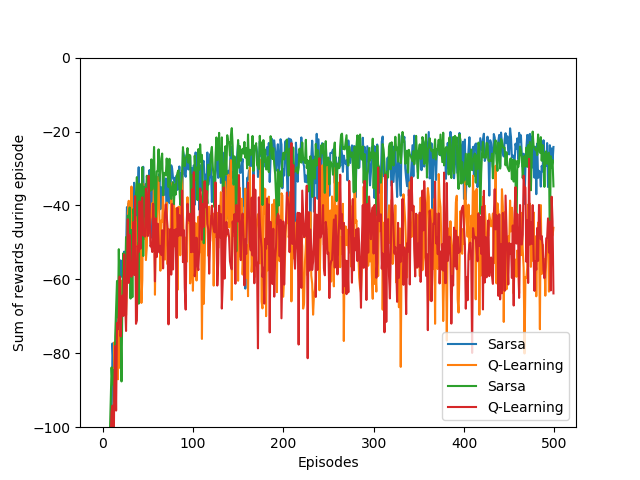 0
−20
−40
−60
−80
−100
Sum of rewards during episode
0
100
200
300
400
500
Episodes
Sarsa
Q-Learning
Sarsa
Q-Learning